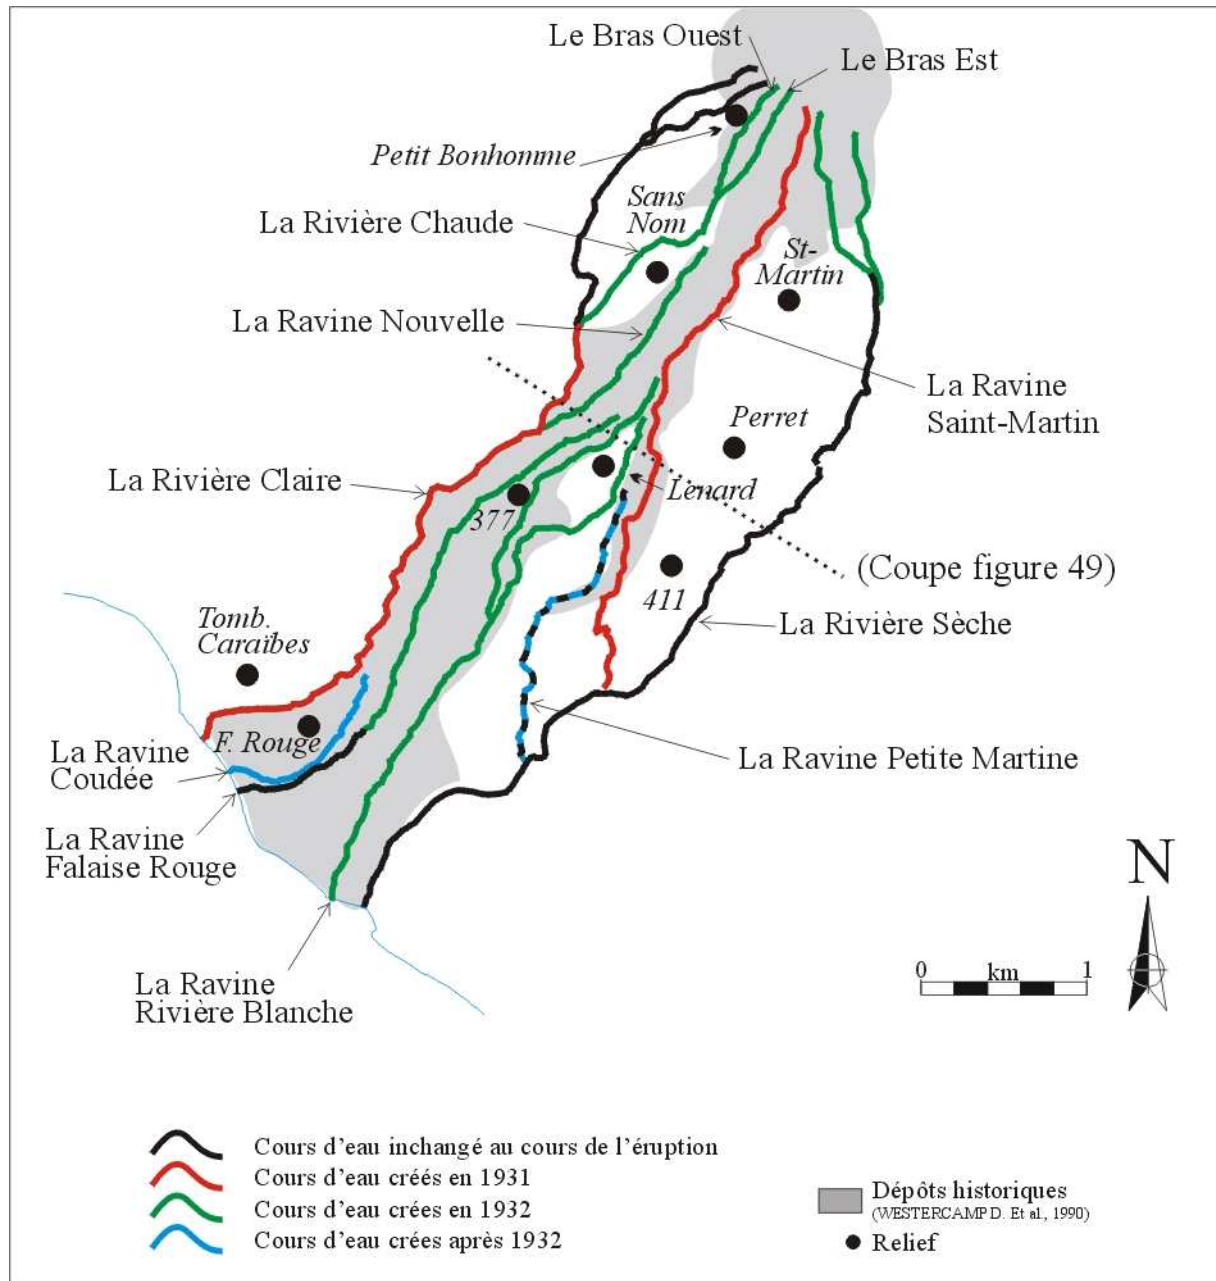 Le Bras Ouest
Le Bras Est
Petit Bonhomme
Sans
Nom
La Rivière Chaude
St-
Martin
La Ravine Nouvelle
La Ravine
Saint-Martin
Perret
La Rivière Claire
Lenard
377
(Coupe figure 49)
411
La Rivière Sèche
Tomb.
Caraïbes
F. Rouge
La Ravine
Coudée
La Ravine Petite Martine
La Ravine
Falaise Rouge
N
La Ravine
Rivière Blanche
0 km 1
Cours d'eau inchangé au cours de l'éruption
Cours d'eau créés en 1931
Cours d'eau crées en 1932
Cours d'eau crées après 1932
Dépôts historiques
(WESTERCAMP D. Et al., 1990)
Relief